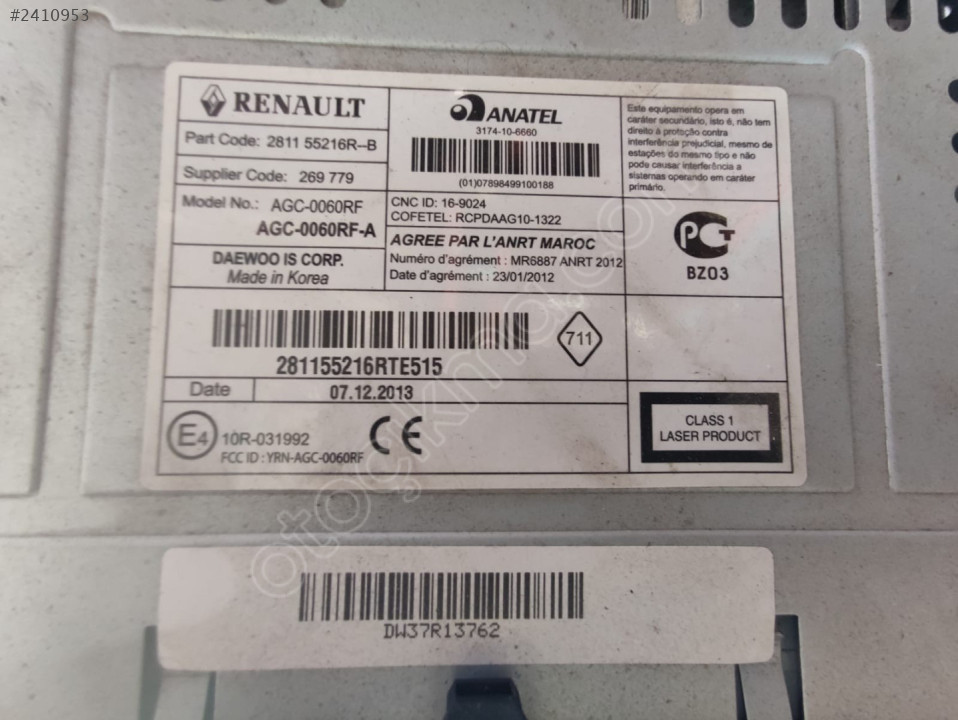 #2410953
RENAULT
Part Code: 2811 55216R--B
Supplier Code: 269 779
Model No.: AGC-0060RF
AGC-0060RF-A
DAEWOO IS CORP.
Made in Korea
ANATEL
3174-10-6660
(01)07898499100188
CNC ID: 16-9024
COFETEL: RCPDAAG10-1322
AGREE PAR L'ANRT MAROC
Numéro d'agrément : MR6887 ANRT 2012
Date d'agrément : 23/01/2012
Este equipamento opera em
caráter secundário, isto é, não tem
direito à proteção contra
interferência prejudicial, mesmo de
estações do mesmo tipo e não
pode causar interferência a
sistemas operando em caráter
primário.
BZ03
281155216RTE515
711
Date 07.12.2013
E4 10R-031992 CE
FCC ID : YRN-AGC-0060RF
CLASS 1
LASER PRODUCT
DW37R13762